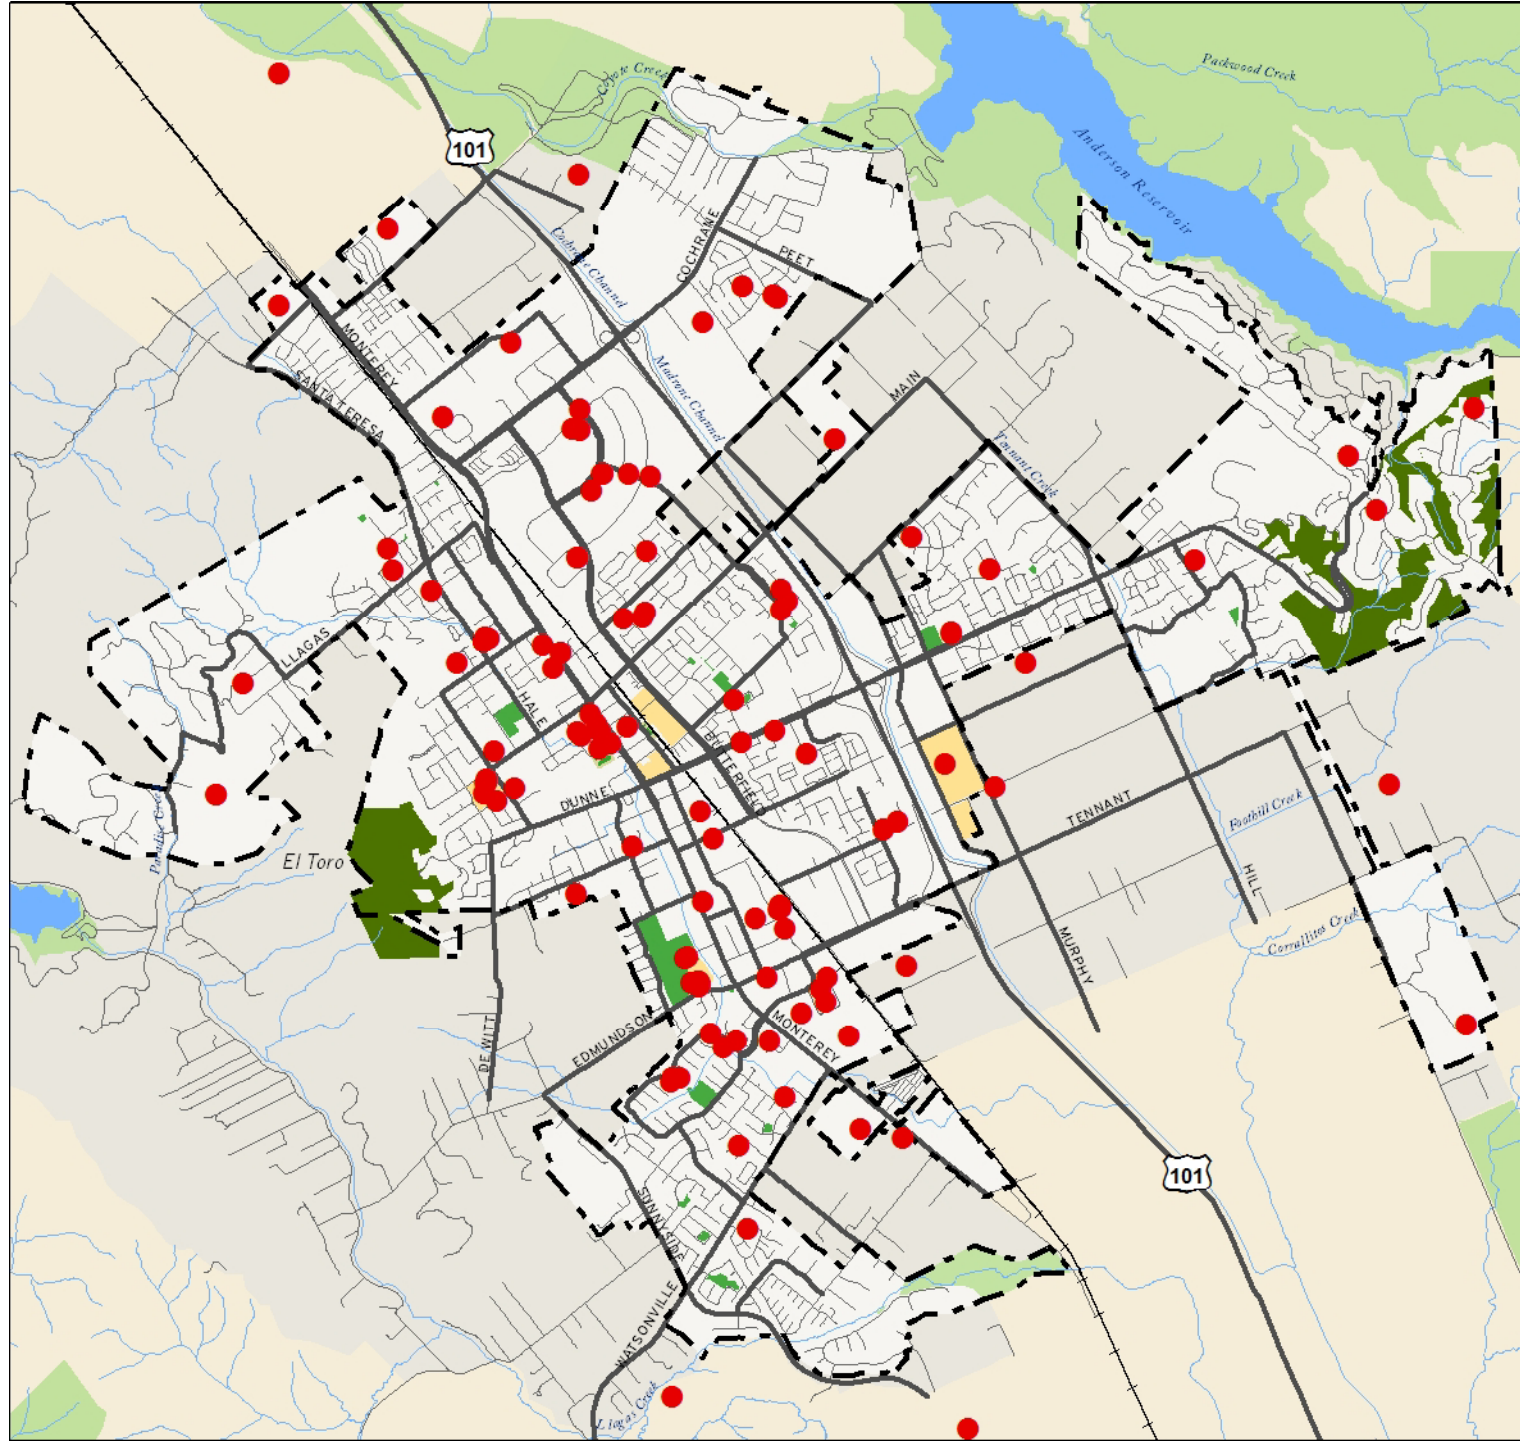 Packwood Creek
Coyote Creek
101
Anderson Reservoir
COCHRANE
PEET
Coyote Channel
MONTEREY
SANTA TERESA
Madrone Channel
MAIN
Tennant Creek
LLAGAS
HALE
BUTTERFIELD
DUNNE
TENNANT
Foothill Creek
Paradise Creek
El Toro
HILL
Corralitos Creek
MURPHY
DE WITT
EDMUNDSON
MONTEREY
101
SUNNYSIDE
WATSONVILLE
Llagas Creek